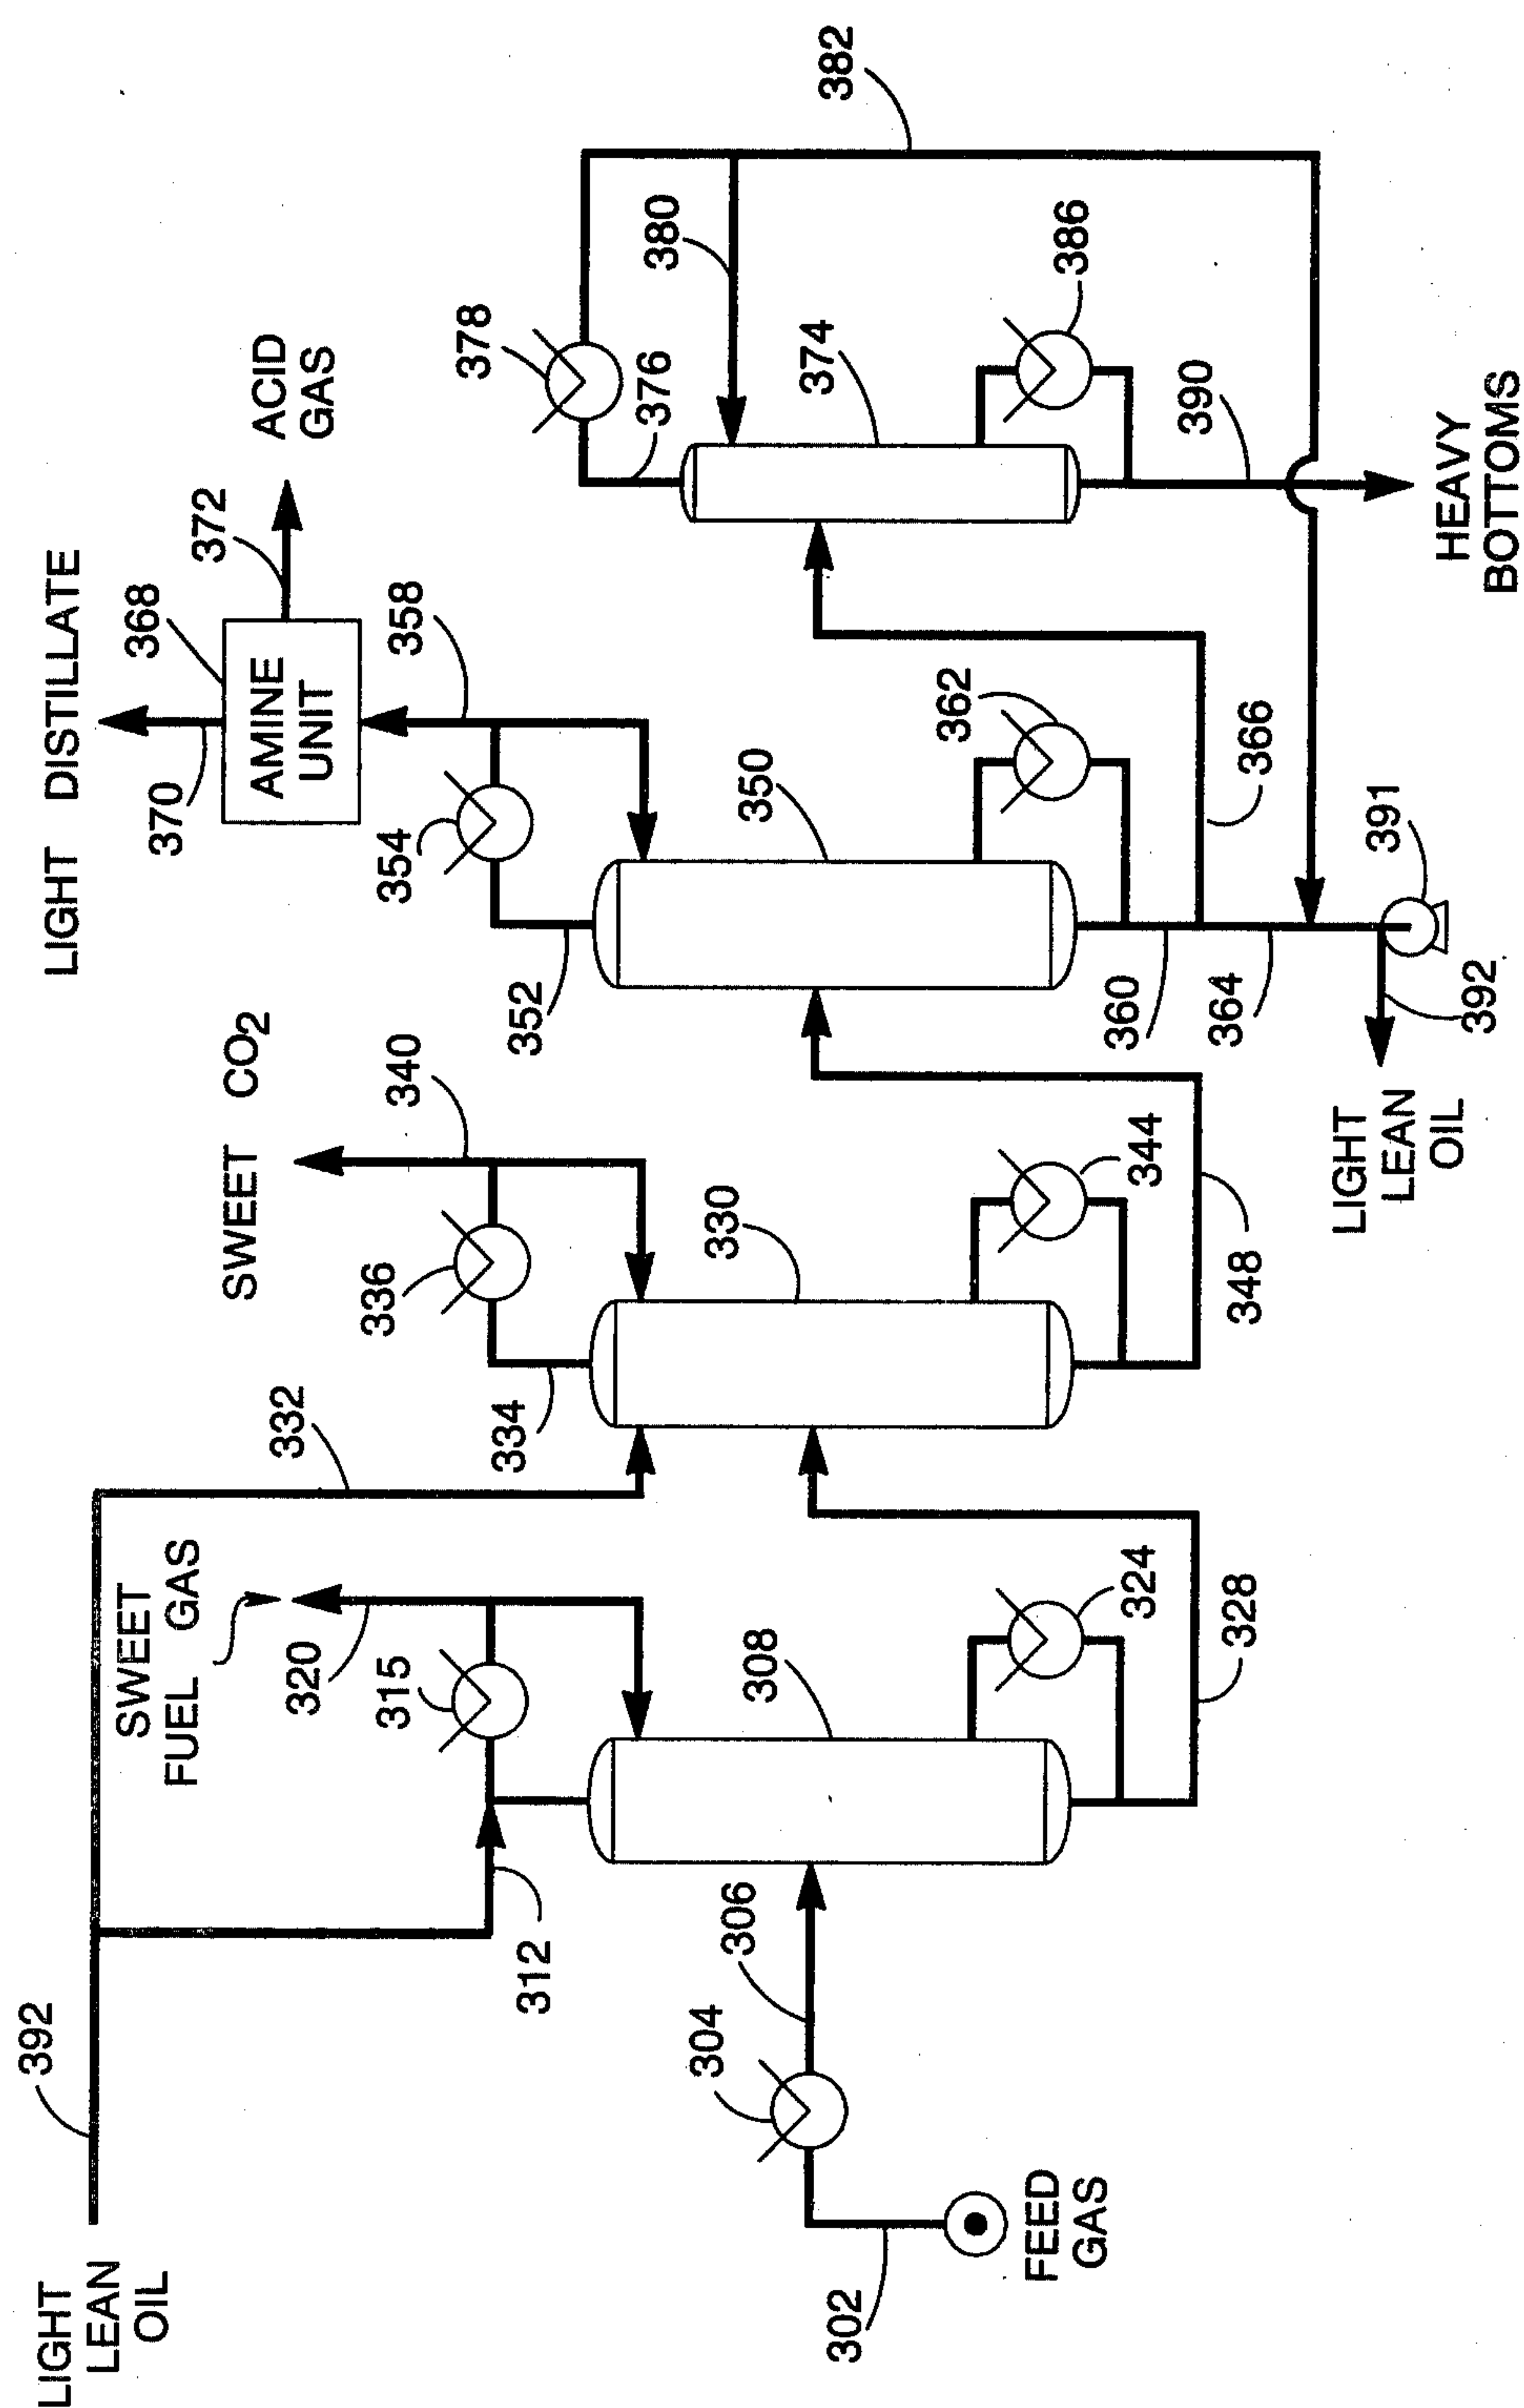 LIGHT
LEAN
OIL
392
312
332
SWEET
FUEL GAS
320
315
308
324
328
302
304
306
FEED
GAS
SWEET CO2
340
336
334
330
344
348
LIGHT DISTILLATE
370
368
AMINE
UNIT
372
ACID
GAS
358
354
352
350
362
360
364
366
391
392
LIGHT
LEAN
OIL
378
376
380
382
374
386
390
HEAVY
BOTTOMS